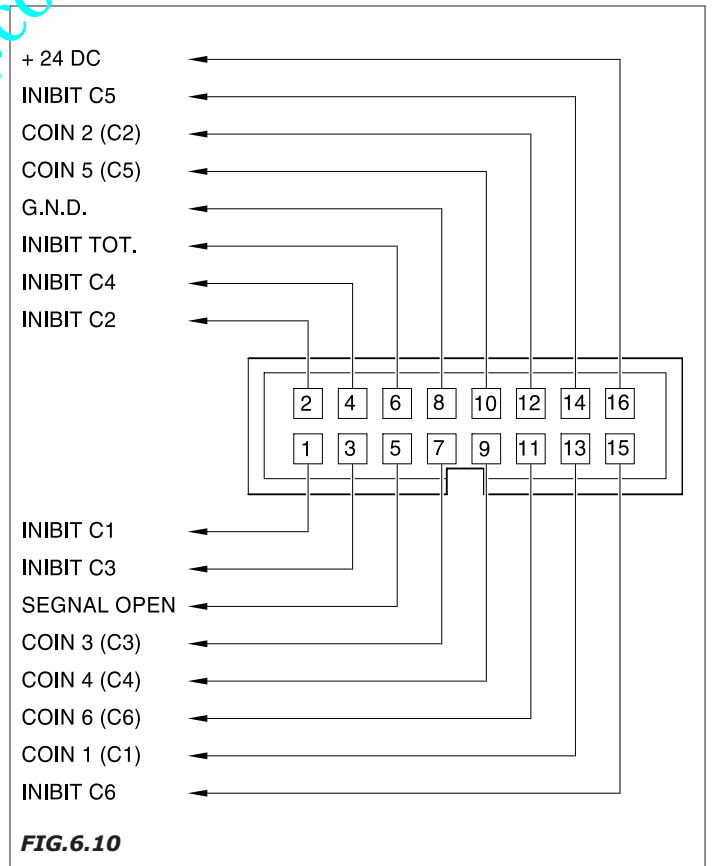 + 24 DC
INIBIT C5
COIN 2 (C2)
COIN 5 (C5)
G.N.D.
INIBIT TOT.
INIBIT C4
INIBIT C2
2 4 6 8 10 12 14 16
1 3 5 7 9 11 13 15
INIBIT C1
INIBIT C3
SEGNAL OPEN
COIN 3 (C3)
COIN 4 (C4)
COIN 6 (C6)
COIN 1 (C1)
INIBIT C6
FIG.6.10